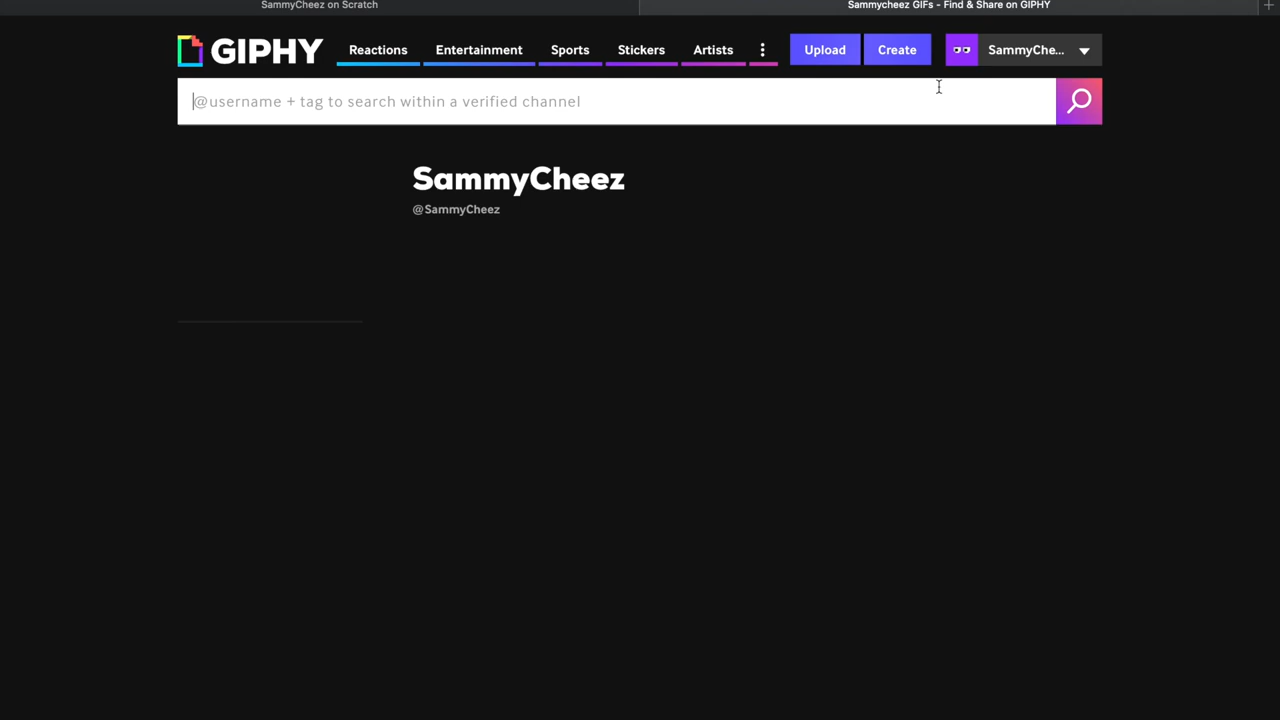 SammyCheez on Scratch
Sammycheez GIFs - Find & Share on GIPHY
GIPHY
Reactions
Entertainment
Sports
Stickers
Artists
Upload
Create
SammyChe...
@username + tag to search within a verified channel
SammyCheez
@SammyCheez